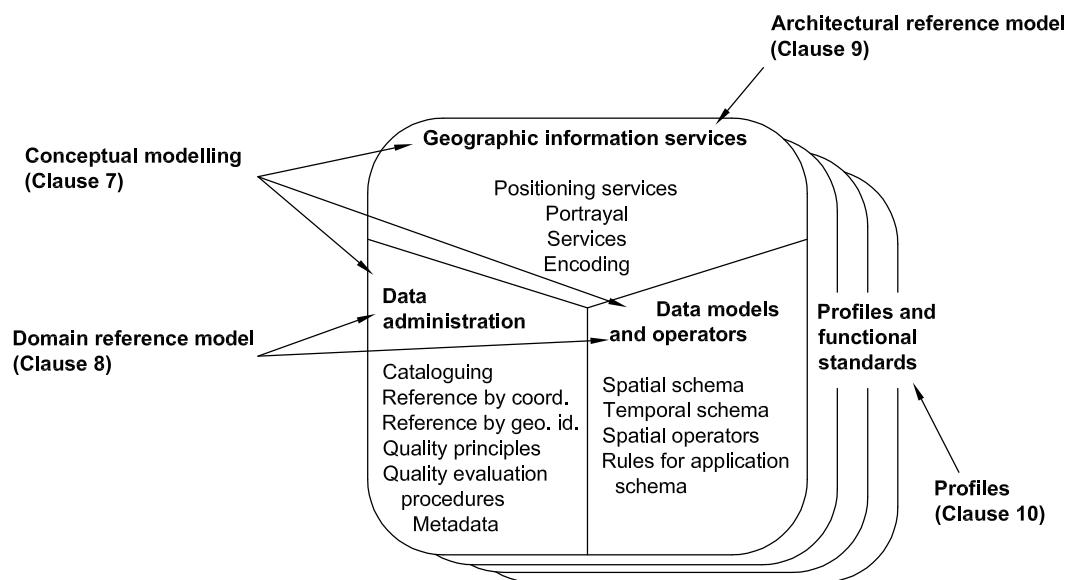 Architectural reference model
(Clause 9)
Geographic information services
Conceptual modelling
(Clause 7)
Positioning services
Portrayal
Services
Encoding
Data
administration
Data models
and operators
Profiles and
functional
standards
Domain reference model
(Clause 8)
Cataloguing
Reference by coord.
Reference by geo. id.
Quality principles
Quality evaluation
procedures
Metadata
Spatial schema
Temporal schema
Spatial operators
Rules for application
schema
Profiles
(Clause 10)